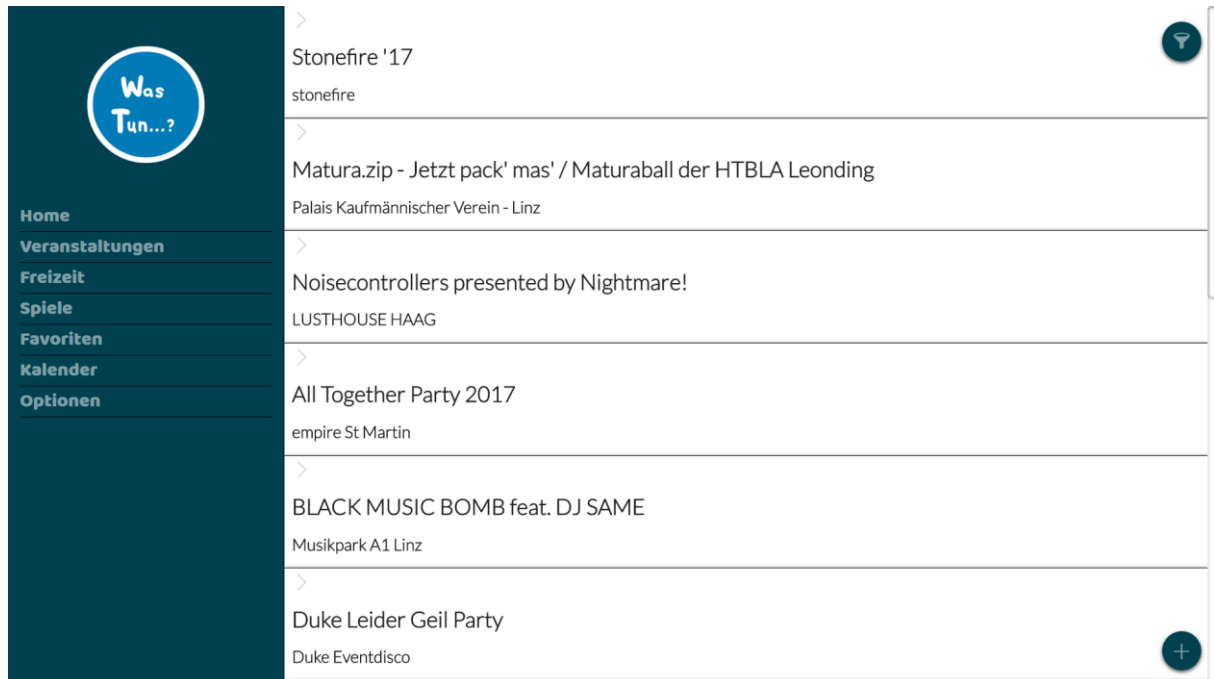 Was
Tun...?
Home
Veranstaltungen
Freizeit
Spiele
Favoriten
Kalender
Optionen
Stonefire '17
stonefire
Matura.zip - Jetzt pack' mas' / Maturaball der HTBLA Leonding
Palais Kaufmännischer Verein - Linz
Noisecontrollers presented by Nightmare!
LUSTHOUSE HAAG
All Together Party 2017
empire St Martin
BLACK MUSIC BOMB feat. DJ SAME
Musikpark A1 Linz
Duke Leider Geil Party
Duke Eventdisco